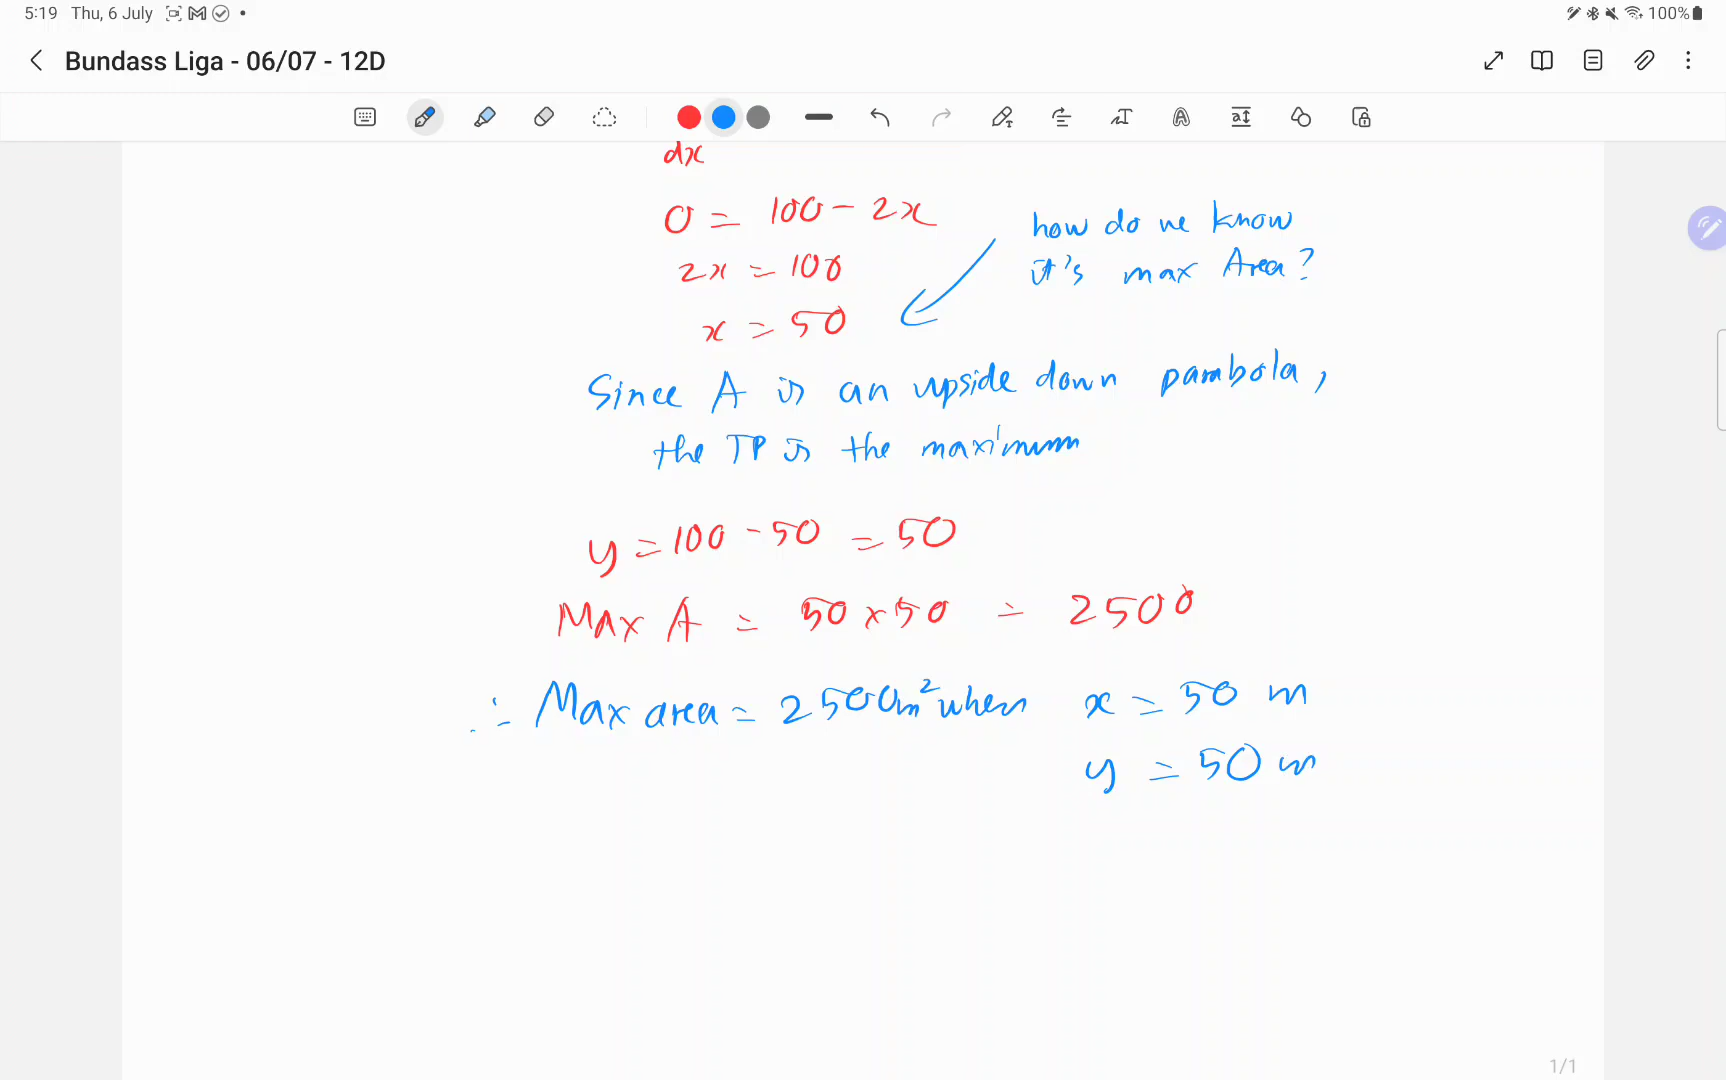 5:19 Thu, 6 July 100%
Bundass Liga - 06/07 - 12D
dx
0 = 100 - 2x
how do we know
it's max Area?
2x = 100
x = 50
Since A is an upside down parabola,
the TP is the maximum
y = 100 - 50 = 50
Max A = 50 x 50 = 2500
∴ Max area = 2500m² when x = 50 m
y = 50 m
1/1